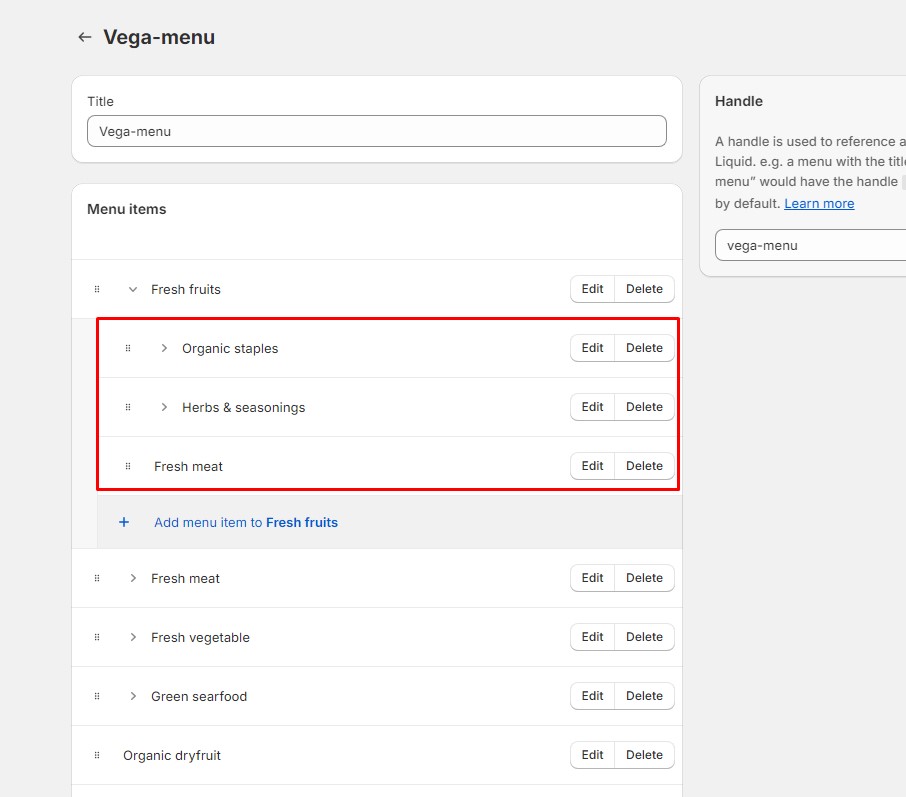 Vega-menu
Title
Vega-menu
Menu items
Fresh fruits Edit Delete
Organic staples Edit Delete
Herbs & seasonings Edit Delete
Fresh meat Edit Delete
+ Add menu item to Fresh fruits
Fresh meat Edit Delete
Fresh vegetable Edit Delete
Green searfood Edit Delete
Organic dryfruit Edit Delete
Handle
A handle is used to reference a
Liquid. e.g. a menu with the title
menu” would have the handle
by default. Learn more
vega-menu